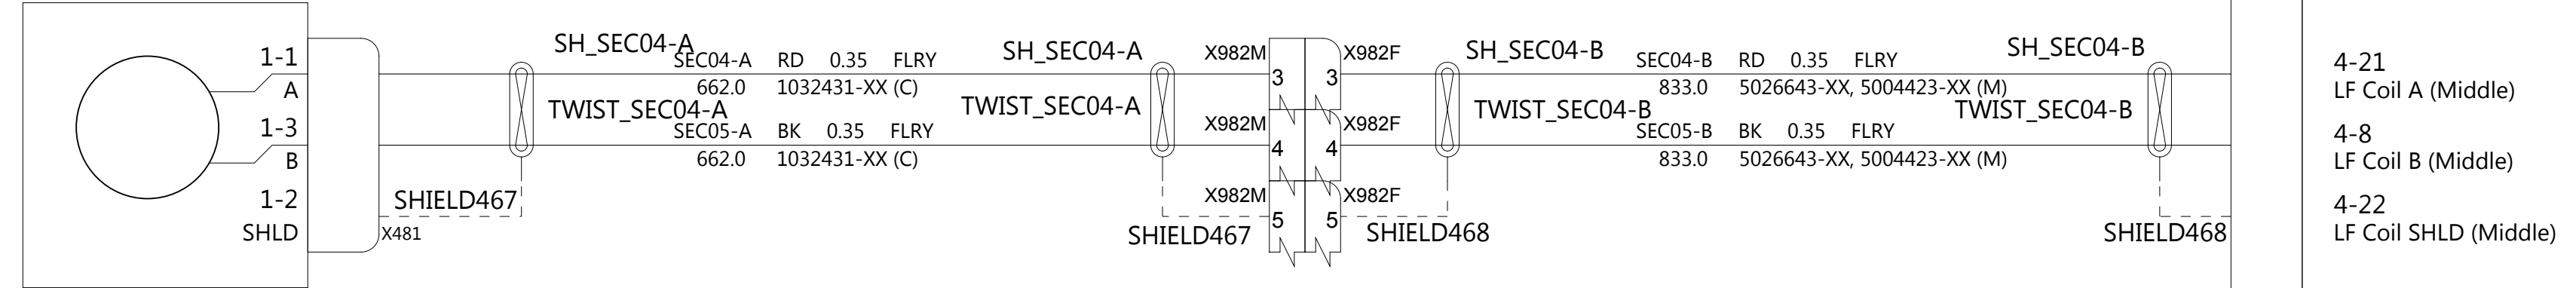 1-1
A
1-3
B
1-2
SHLD
X481
SH_SEC04-A
SEC04-A RD 0.35 FLRY
662.0 1032431-XX (C)
TWIST_SEC04-A
SEC05-A BK 0.35 FLRY
662.0 1032431-XX (C)
SHIELD467
SH_SEC04-A
TWIST_SEC04-A
SHIELD467
X982M
3
X982M
4
X982M
5
X982F
3
X982F
4
X982F
5
SH_SEC04-B
SEC04-B RD 0.35 FLRY
833.0 5026643-XX, 5004423-XX (M)
TWIST_SEC04-B
SEC05-B BK 0.35 FLRY
833.0 5026643-XX, 5004423-XX (M)
SHIELD468
SH_SEC04-B
TWIST_SEC04-B
SHIELD468
4-21
LF Coil A (Middle)
4-8
LF Coil B (Middle)
4-22
LF Coil SHLD (Middle)